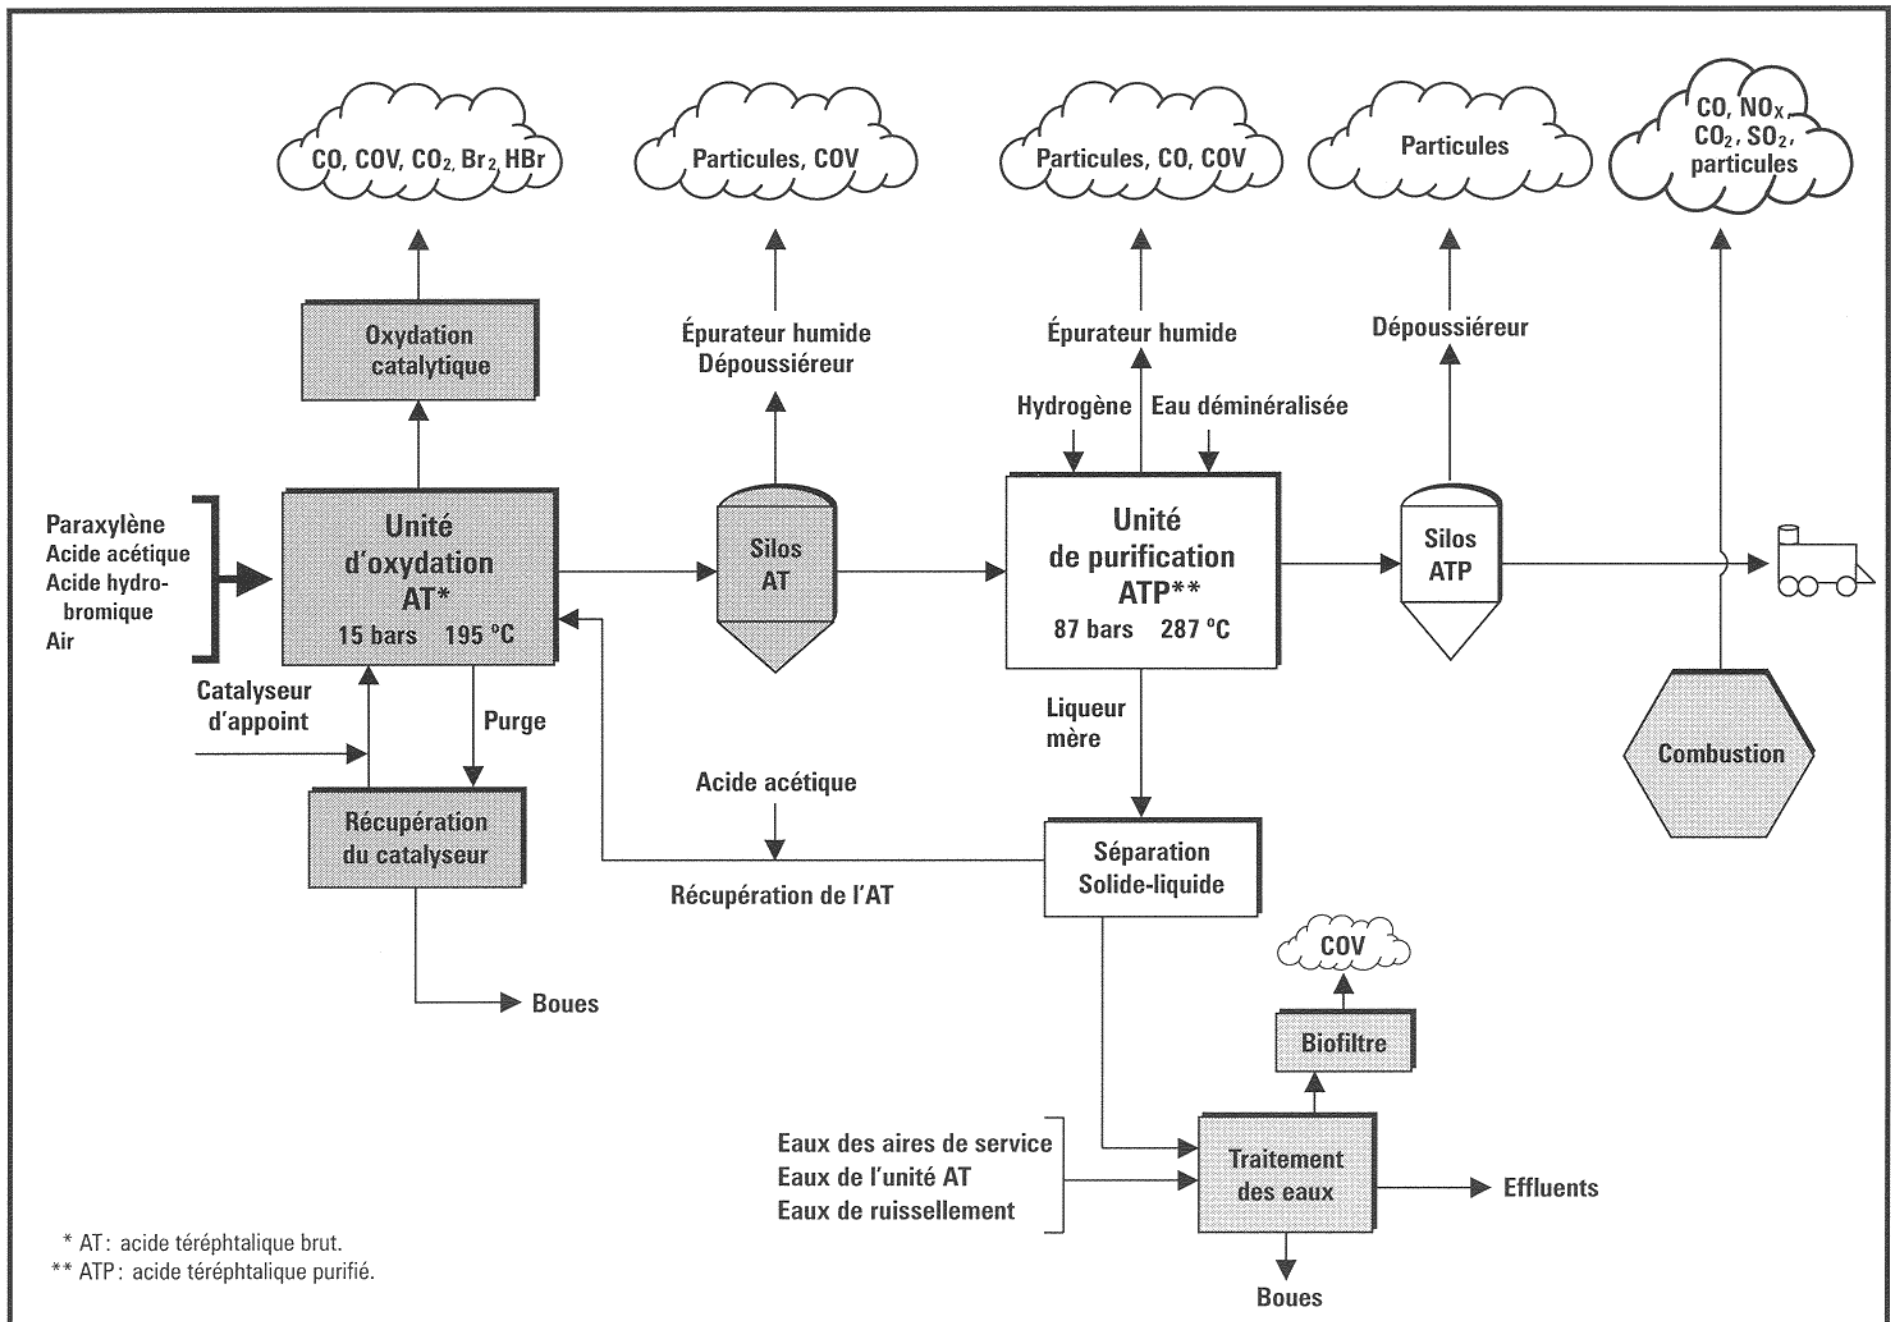 CO, COV, CO₂, Br₂, HBr
Particules, COV
Particules, CO, COV
Particules
CO, NOₓ,
CO₂, SO₂,
particules
Oxydation
catalytique
Épurateur humide
Dépoussiéreur
Épurateur humide
Dépoussiéreur
Hydrogène
Eau déminéralisée
Paraxylène
Acide acétique
Acide hydro-
bromique
Air
Unité
d'oxydation
AT*
15 bars 195 °C
Silos
AT
Unité
de purification
ATP**
87 bars 287 °C
Silos
ATP
Catalyseur
d'appoint
Purge
Liqueur
mère
Combustion
Récupération
du catalyseur
Acide acétique
Récupération de l'AT
Séparation
Solide-liquide
Boues
COV
Biofiltre
Eaux des aires de service
Eaux de l'unité AT
Eaux de ruissellement
Traitement
des eaux
Effluents
Boues
* AT : acide téréphtalique brut.
** ATP : acide téréphtalique purifié.